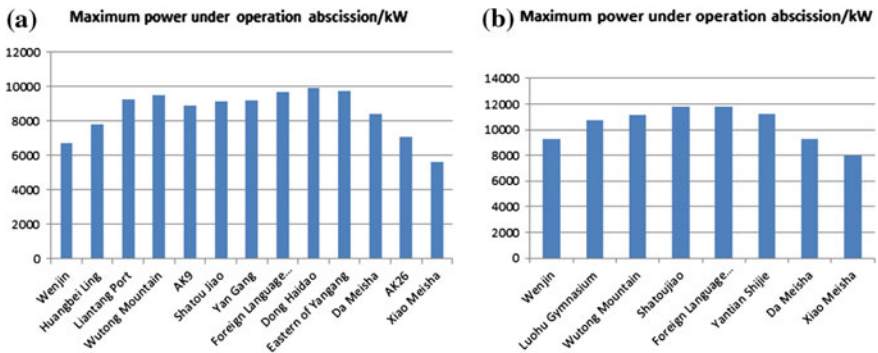 (a) Maximum power under operation abscission/kW
12000
10000
8000
6000
4000
2000
0
Wenjin
Huangbei Ling
Liantang Port
Wutong Mountain
AK9
Shatou Jiao
Yan Gang
Foreign Language...
Dong Haidao
Eastern of Yangang
Da Meisha
AK26
Xiao Meisha
(b) Maximum power under operation abscission/kW
14000
12000
10000
8000
6000
4000
2000
0
Wenjin
Luohu Gymnasium
Wutong Mountain
Shatoujiao
Foreign Language...
Yantian Shijie
Da Meisha
Xiao Meisha